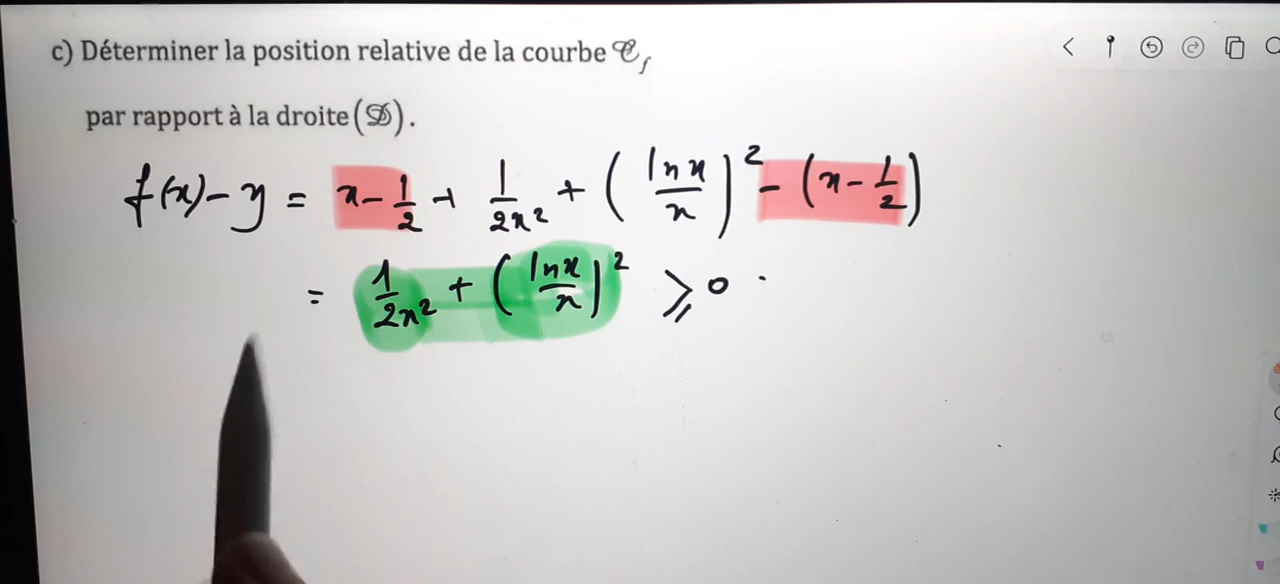 c) Déterminer la position relative de la courbe 𝒞f
par rapport à la droite (𝒟).
f(x) - y = x - 1/2 + 1/(2x²) + (ln x / x)² - (x - 1/2)
= 1/(2x²) + (ln x / x)² ⩾ 0.